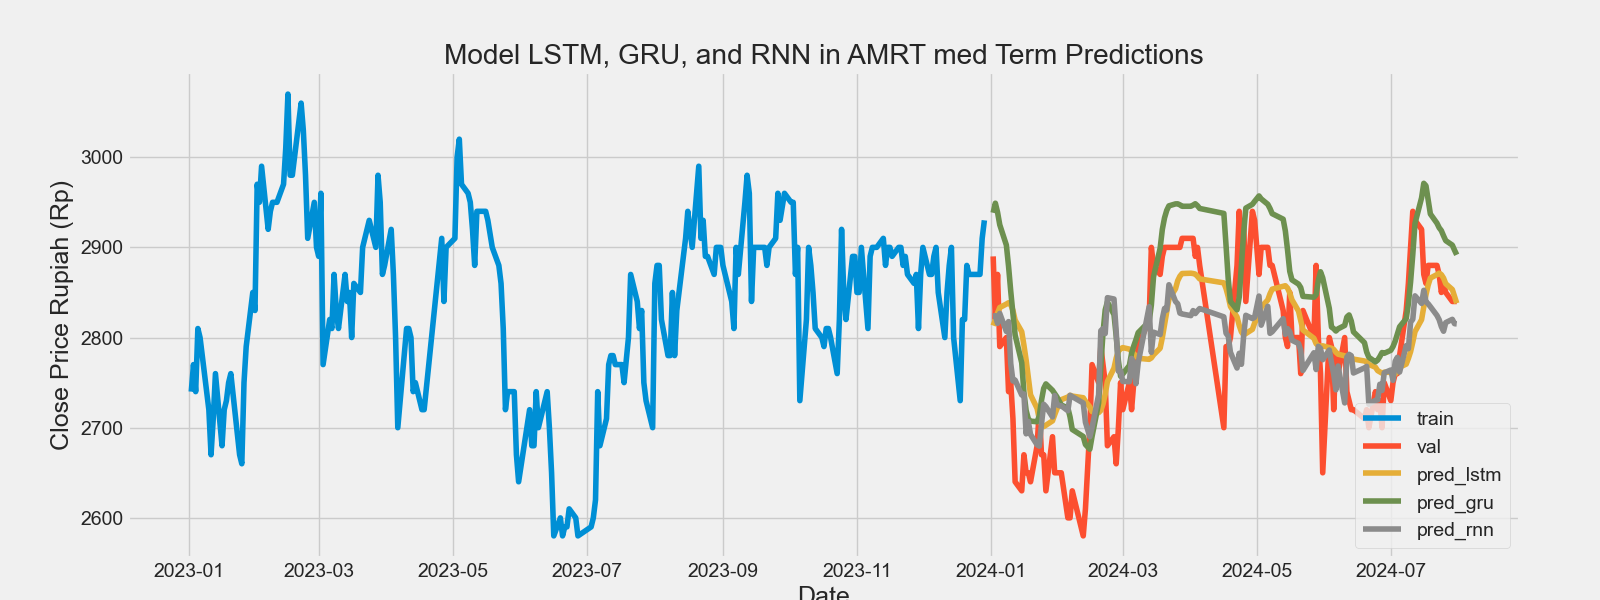 Model LSTM, GRU, and RNN in AMRT med Term Predictions
Close Price Rupiah (Rp)
3000
2900
2800
2700
2600
train
val
pred_lstm
pred_gru
pred_rnn
2023-01 2023-03 2023-05 2023-07 2023-09 2023-11 2024-01 2024-03 2024-05 2024-07
Date